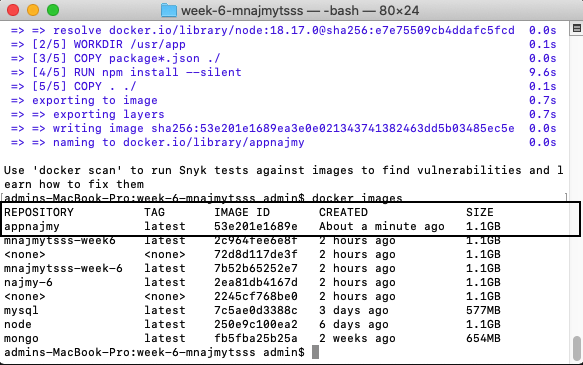 week-6-mnajmytsss — -bash — 80×24
=> => resolve docker.io/library/node:18.17.0@sha256:e7e75509cb4ddafc5fcd 0.0s
=> [2/5] WORKDIR /usr/app 0.1s
=> [3/5] COPY package*.json ./ 0.0s
=> [4/5] RUN npm install --silent 9.6s
=> [5/5] COPY . ./ 0.1s
=> exporting to image 0.7s
=> => exporting layers 0.7s
=> => writing image sha256:53e201e1689ea3e0e021343741382463dd5b03485ec5e 0.0s
=> => naming to docker.io/library/appnajmy 0.0s
Use 'docker scan' to run Snyk tests against images to find vulnerabilities and l
earn how to fix them
[admins-MacBook-Pro:week-6-mnajmytsss admin$ docker images ]
REPOSITORY TAG IMAGE ID CREATED SIZE
appnajmy latest 53e201e1689e About a minute ago 1.1GB
mnajmytsss-week6 latest 2c964fee6e8f 2 hours ago 1.1GB
<none> <none> 72d8d117de3f 2 hours ago 1.1GB
mnajmytsss-week-6 latest 7b52b65252e7 2 hours ago 1.1GB
najmy-6 latest 2ea81db4167d 2 hours ago 1.1GB
<none> <none> 2245cf768be0 2 hours ago 1.1GB
mysql latest 7c5ae0d3388c 3 days ago 577MB
node latest 250e9c100ea2 6 days ago 1.1GB
mongo latest fb5fba25b25a 2 weeks ago 654MB
admins-MacBook-Pro:week-6-mnajmytsss admin$